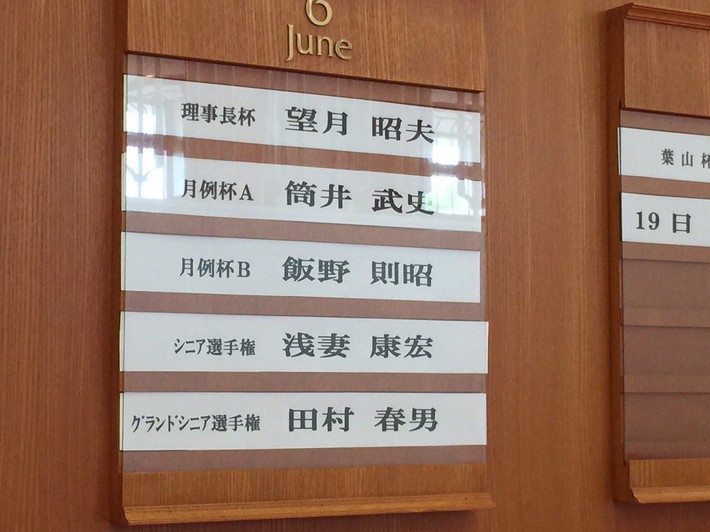 6
June
理事長杯 望月 昭夫
月例杯A 筒井 武史
月例杯B 飯野 則昭
シニア選手権 浅妻 康宏
グランドシニア選手権 田村 春男
葉山杯
19日